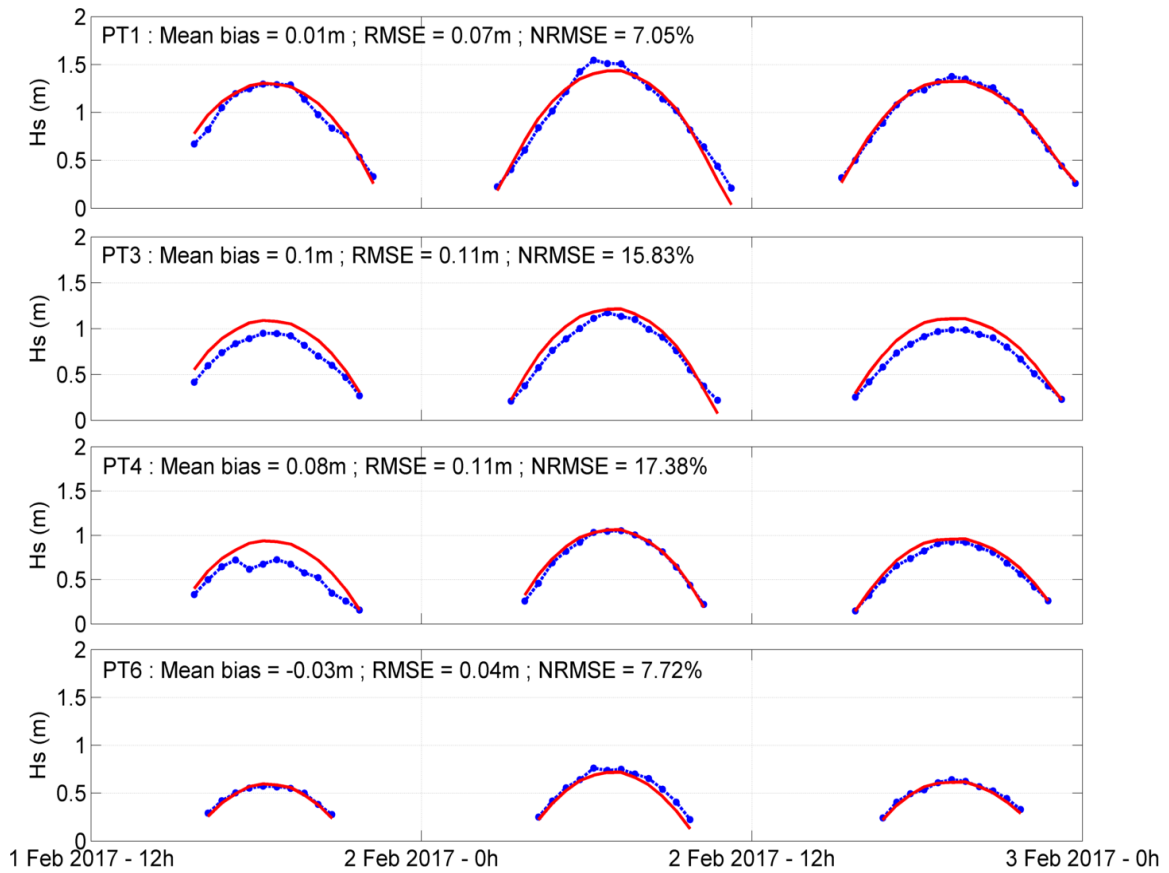 PT1 : Mean bias = 0.01m ; RMSE = 0.07m ; NRMSE = 7.05%
Hs (m)
2
1.5
1
0.5
0
PT3 : Mean bias = 0.1m ; RMSE = 0.11m ; NRMSE = 15.83%
Hs (m)
2
1.5
1
0.5
0
PT4 : Mean bias = 0.08m ; RMSE = 0.11m ; NRMSE = 17.38%
Hs (m)
2
1.5
1
0.5
0
PT6 : Mean bias = -0.03m ; RMSE = 0.04m ; NRMSE = 7.72%
Hs (m)
2
1.5
1
0.5
0
1 Feb 2017 - 12h
2 Feb 2017 - 0h
2 Feb 2017 - 12h
3 Feb 2017 - 0h